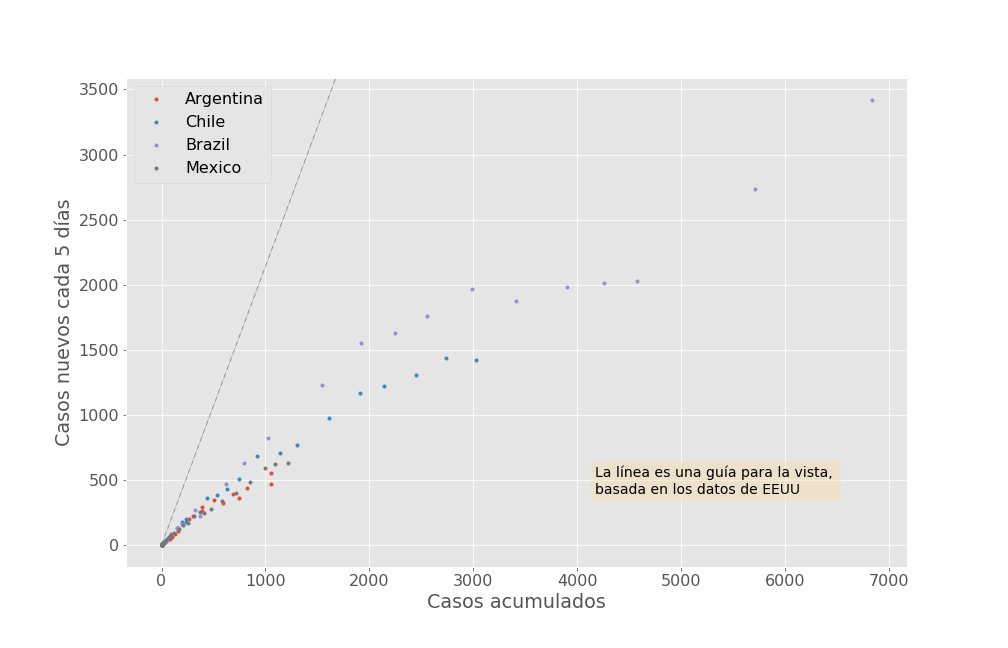 Argentina
Chile
Brazil
Mexico
Casos nuevos cada 5 días
3500
3000
2500
2000
1500
1000
500
0
La línea es una guía para la vista,
basada en los datos de EEUU
0 1000 2000 3000 4000 5000 6000 7000
Casos acumulados